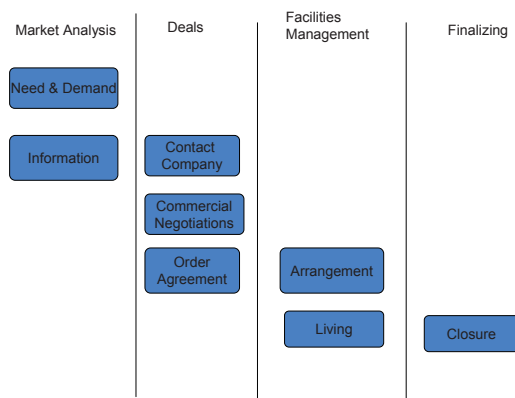 Market Analysis
Deals
Facilities
Management
Finalizing
Need & Demand
Information
Contact
Company
Commercial
Negotiations
Order
Agreement
Arrangement
Living
Closure